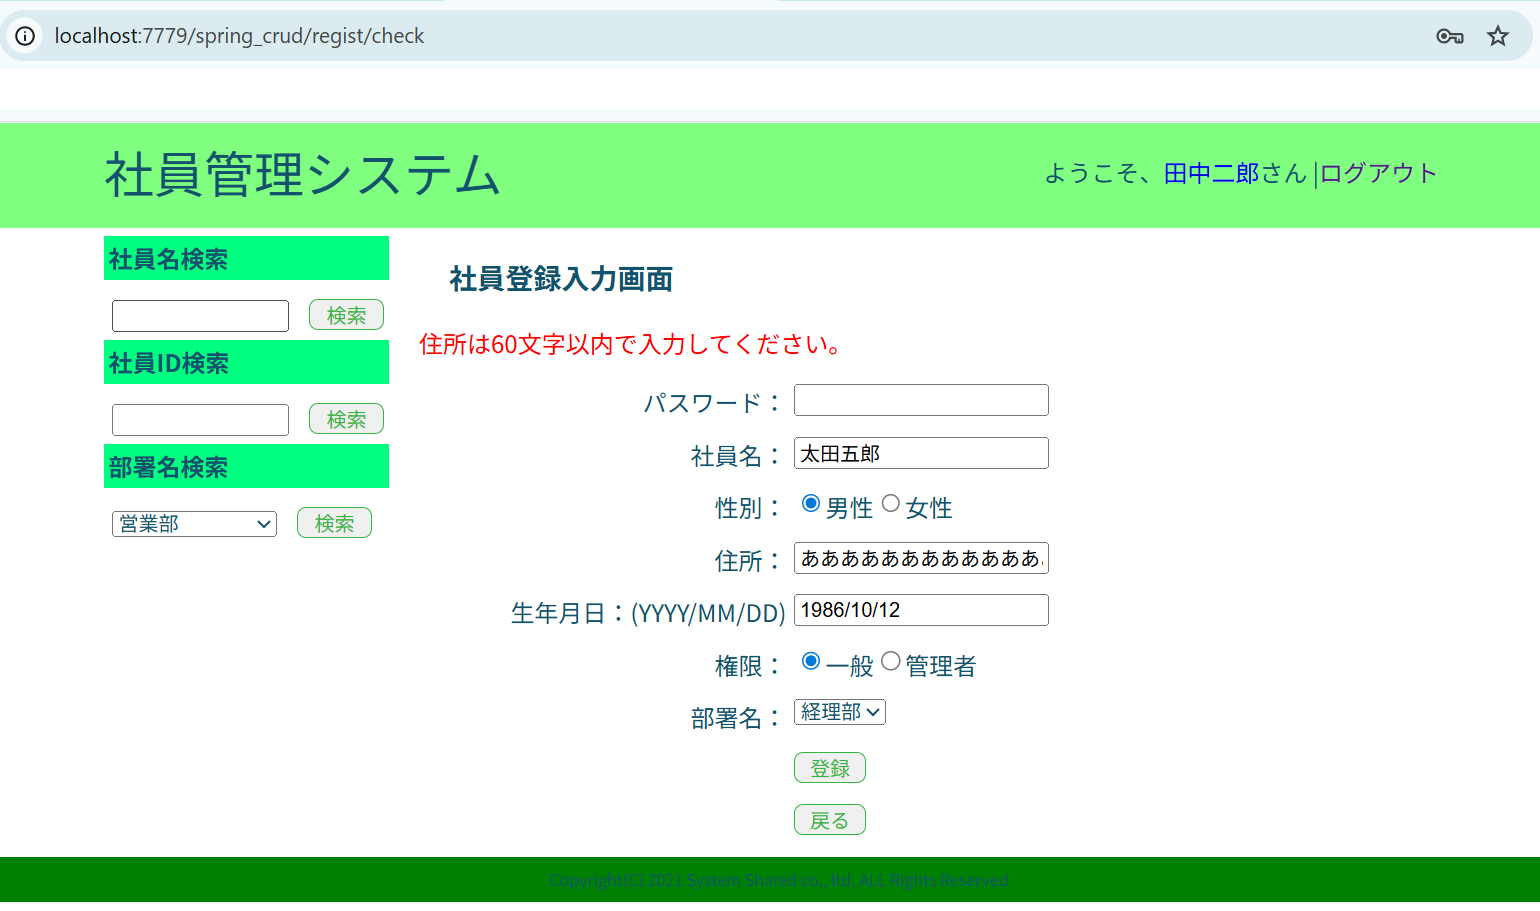 localhost:7779/spring_crud/regist/check
社員管理システム
ようこそ、田中二郎さん |ログアウト
社員名検索
検索
社員ID検索
検索
部署名検索
営業部
検索
社員登録入力画面
住所は60文字以内で入力してください。
パスワード：
社員名：
太田五郎
性別：
男性 女性
住所：
ああああああああああああ
生年月日：(YYYY/MM/DD)
1986/10/12
権限：
一般 管理者
部署名：
経理部
登録
戻る
Copyright(C) 2021 System Shared co., ltd, ALL Rights Reserved